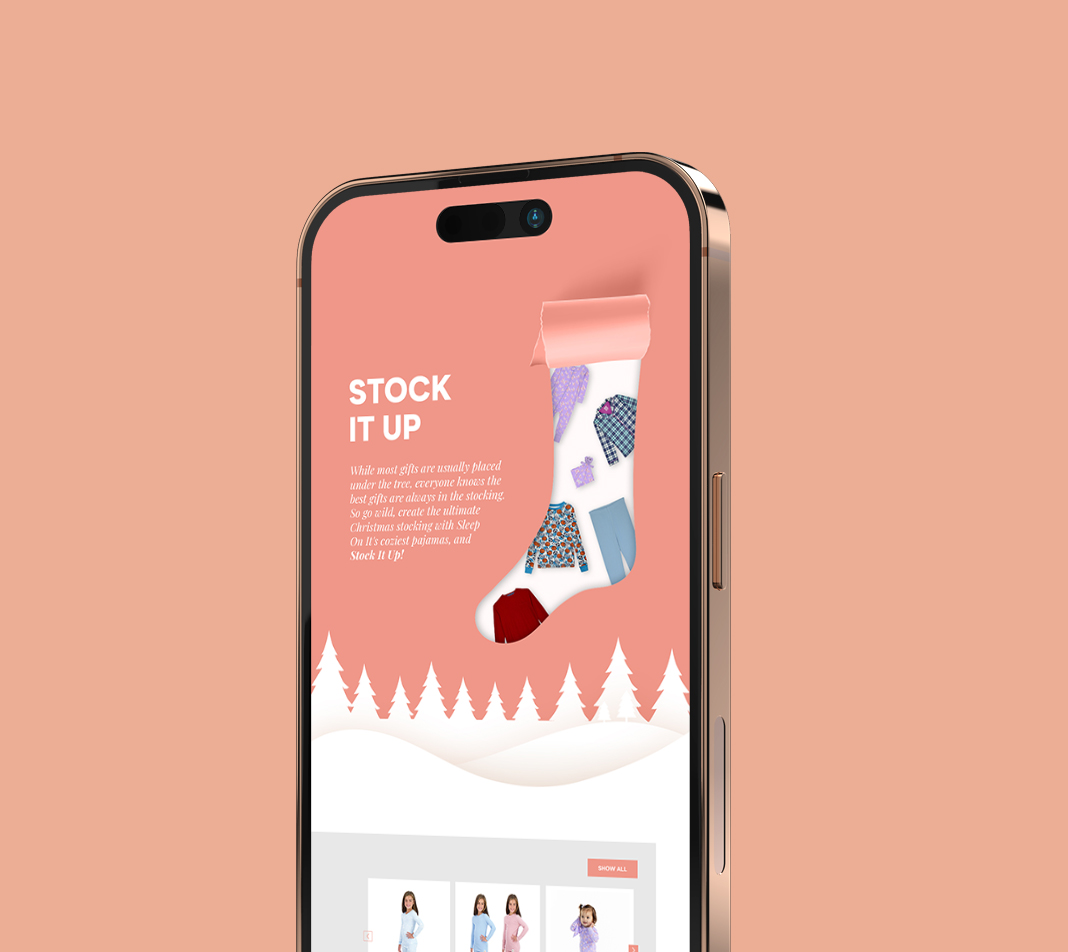 STOCK
IT UP
While most gifts are usually placed
under the tree, everyone knows the
best gifts are always in the stocking.
So go wild, create the ultimate
Christmas stocking with Sleep
On It's coziest pajamas, and
Stock It Up!
SHOW ALL